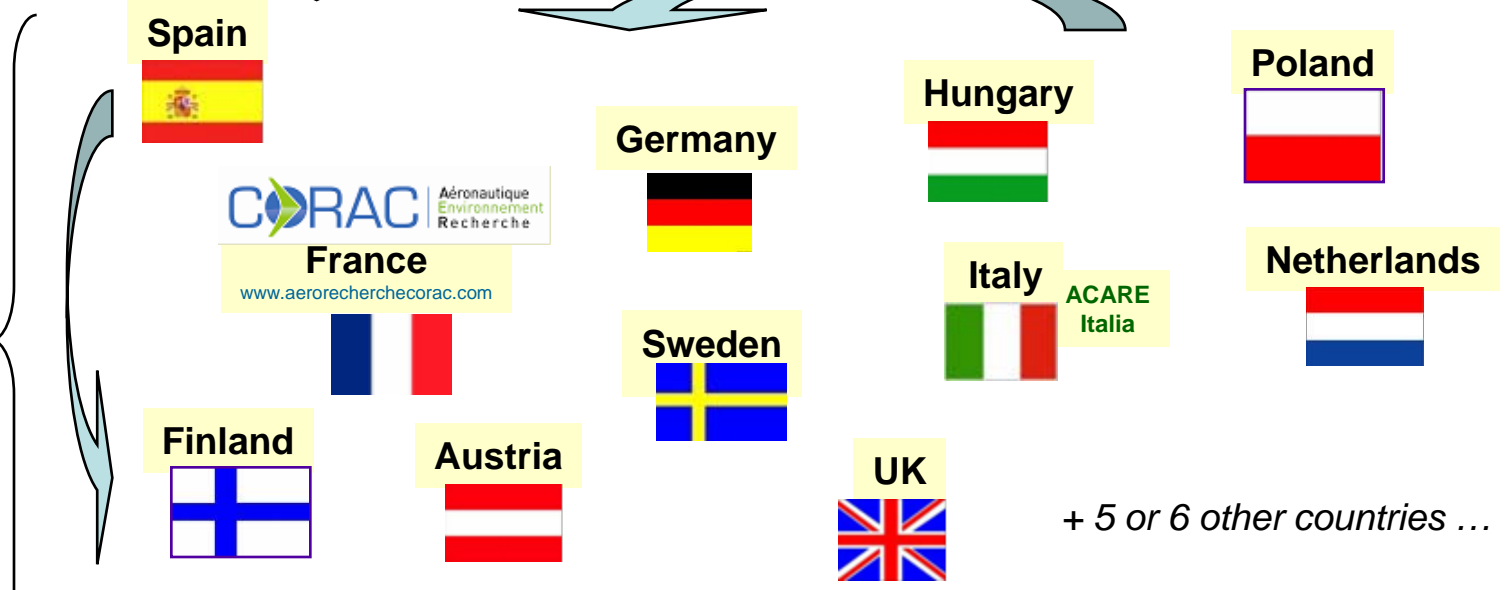 Spain
Poland
Hungary
Germany
CORAC
Aéronautique
Environnement
Recherche
France
www.aerorecherchecorac.com
Italy
ACARE
Italia
Netherlands
Sweden
Finland
Austria
UK
+ 5 or 6 other countries …